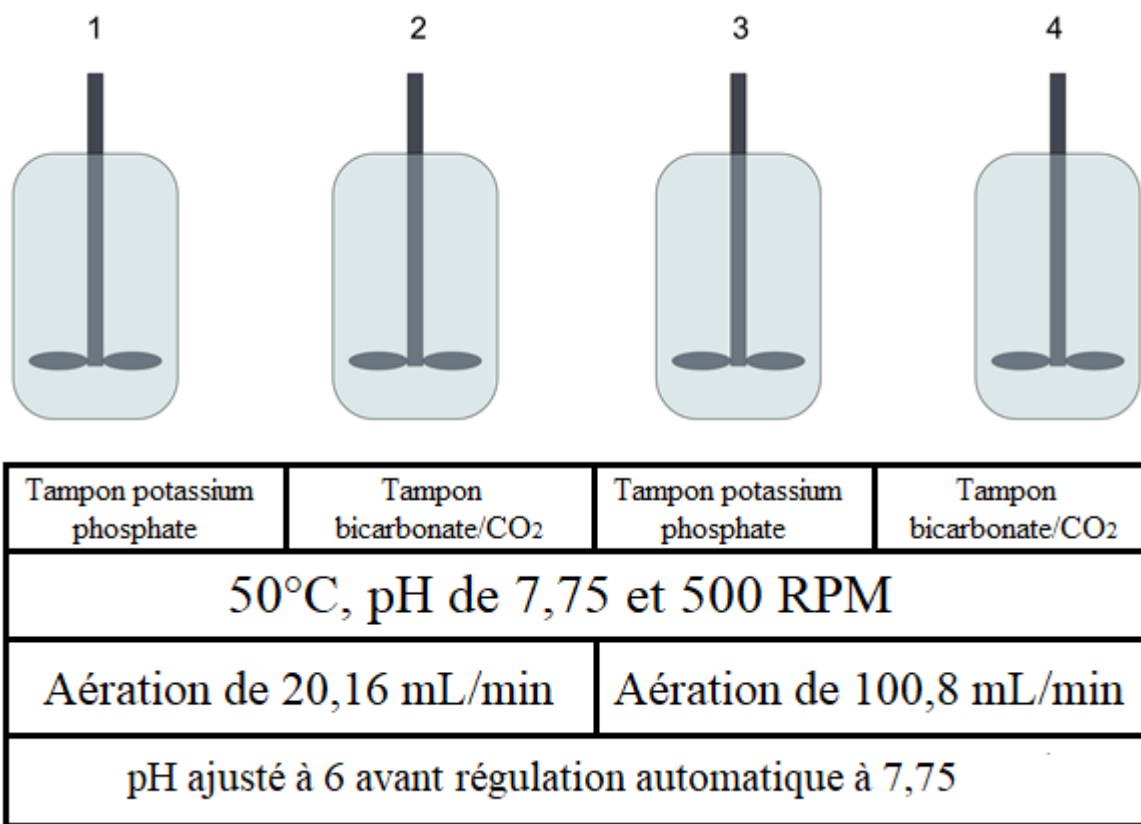 1 2 3 4
Tampon potassium phosphate
Tampon bicarbonate/CO2
Tampon potassium phosphate
Tampon bicarbonate/CO2
50°C, pH de 7,75 et 500 RPM
Aération de 20,16 mL/min
Aération de 100,8 mL/min
pH ajusté à 6 avant régulation automatique à 7,75